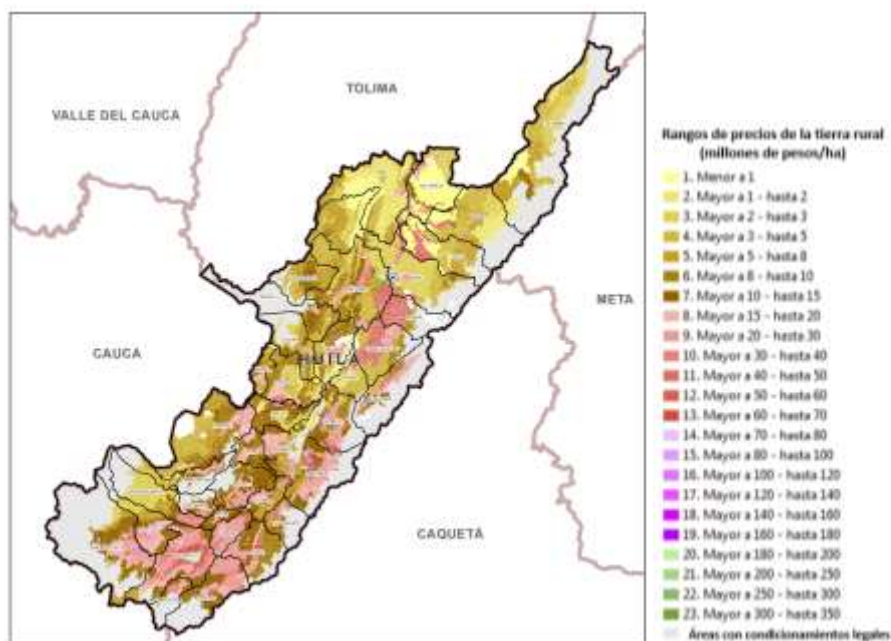 TOLIMA
VALLE DEL CAUCA
META
CAUCA
HUILA
CAQUETÁ
Rangos de precios de la tierra rural
(millones de pesos/ha)
1. Menor a 1
2. Mayor a 1 - hasta 2
3. Mayor a 2 - hasta 3
4. Mayor a 3 - hasta 5
5. Mayor a 5 - hasta 8
6. Mayor a 8 - hasta 10
7. Mayor a 10 - hasta 15
8. Mayor a 15 - hasta 20
9. Mayor a 20 - hasta 30
10. Mayor a 30 - hasta 40
11. Mayor a 40 - hasta 50
12. Mayor a 50 - hasta 60
13. Mayor a 60 - hasta 70
14. Mayor a 70 - hasta 80
15. Mayor a 80 - hasta 100
16. Mayor a 100 - hasta 120
17. Mayor a 120 - hasta 140
18. Mayor a 140 - hasta 160
19. Mayor a 160 - hasta 180
20. Mayor a 180 - hasta 200
21. Mayor a 200 - hasta 250
22. Mayor a 250 - hasta 300
23. Mayor a 300 - hasta 350
Áreas con condicionamientos legales